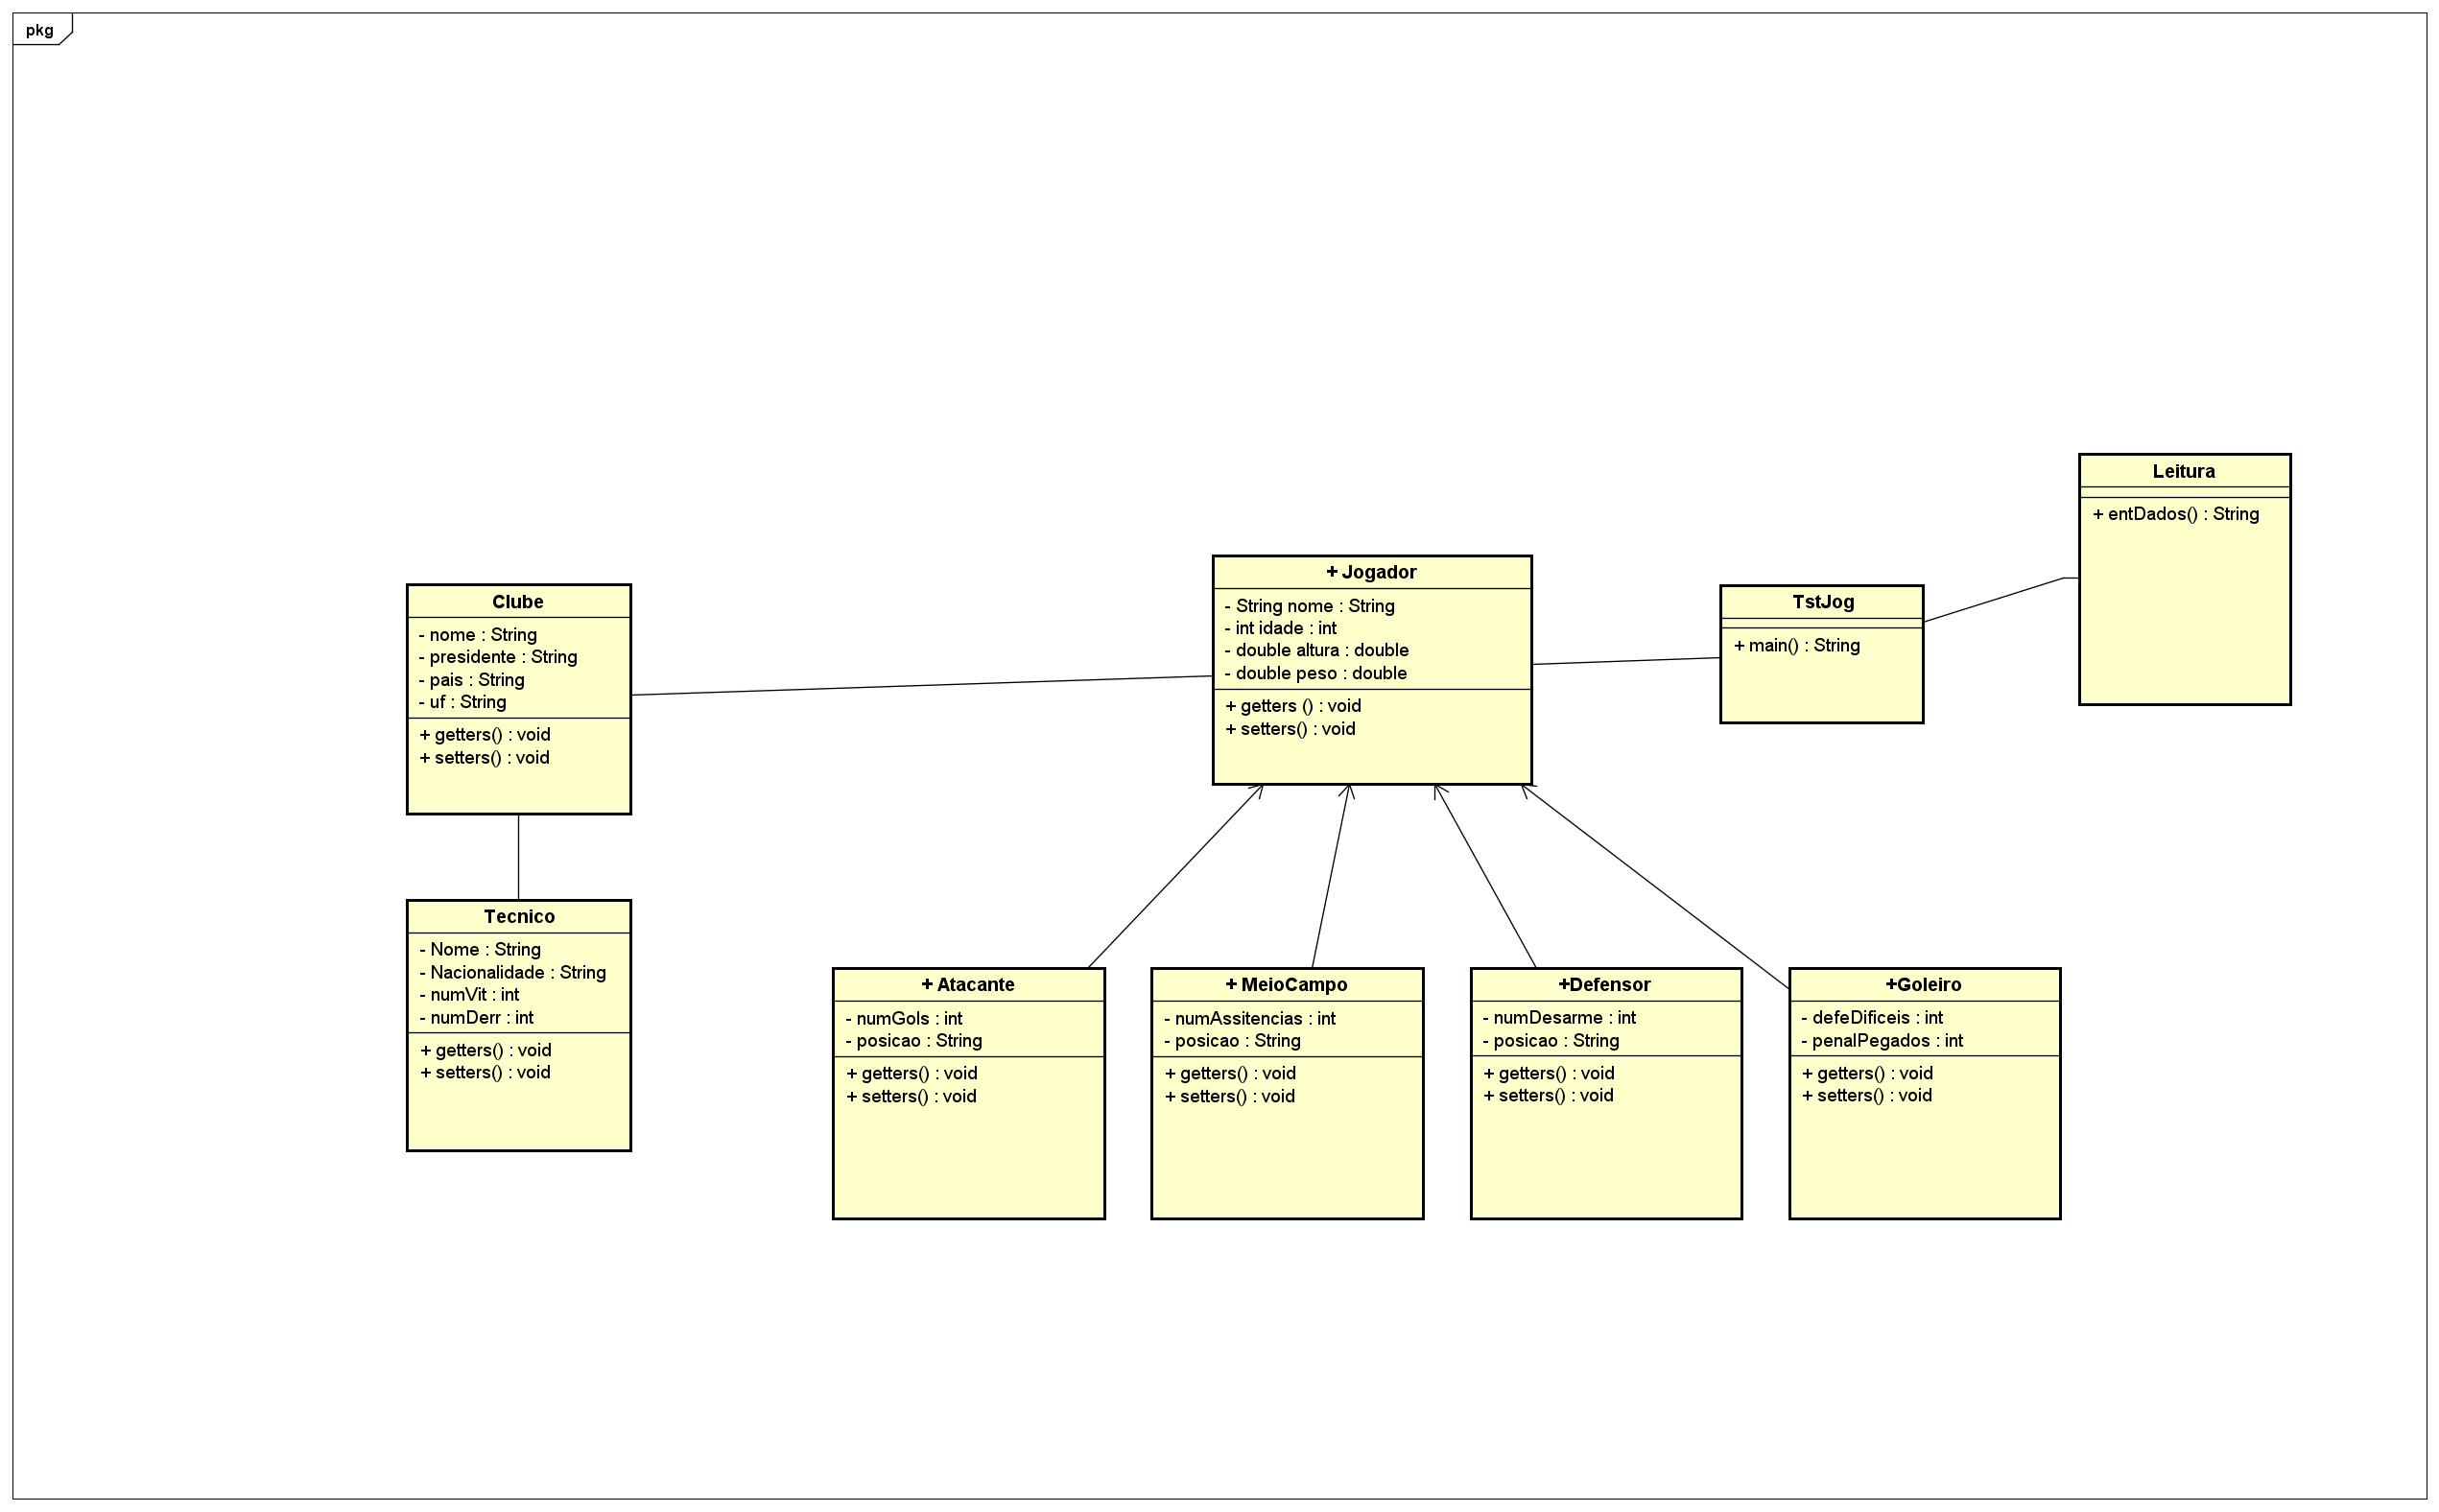 pkg
Leitura
+ entDados() : String
+ Jogador
- String nome : String
- int idade : int
- double altura : double
- double peso : double
+ getters () : void
+ setters() : void
Clube
- nome : String
- presidente : String
- pais : String
- uf : String
+ getters() : void
+ setters() : void
TstJog
+ main() : String
Tecnico
- Nome : String
- Nacionalidade : String
- numVit : int
- numDerr : int
+ getters() : void
+ setters() : void
+ Atacante
- numGols : int
- posicao : String
+ getters() : void
+ setters() : void
+ MeioCampo
- numAssitencias : int
- posicao : String
+ getters() : void
+ setters() : void
+Defensor
- numDesarme : int
- posicao : String
+ getters() : void
+ setters() : void
+Goleiro
- defeDificeis : int
- penalPegados : int
+ getters() : void
+ setters() : void